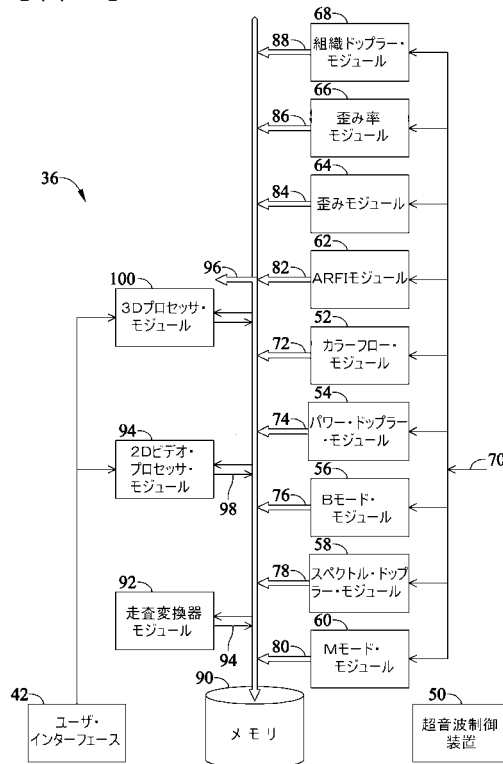 68
組織ドップラー・
モジュール
88
66
歪み率
モジュール
86
36
64
歪みモジュール
84
62
ARFIモジュール
82
96
100
3Dプロセッサ・
モジュール
52
カラーフロー・
モジュール
72
54
パワー・ドップラー
・モジュール
74
94
2Dビデオ・
プロセッサ・
モジュール
98
56
Bモード・
モジュール
76
70
58
スペクトル・ドップ
ラー・モジュール
78
92
走査変換器
モジュール
94
60
Mモード・
モジュール
80
90
メモリ
42
ユーザ・
インターフェース
50
超音波制御
装置